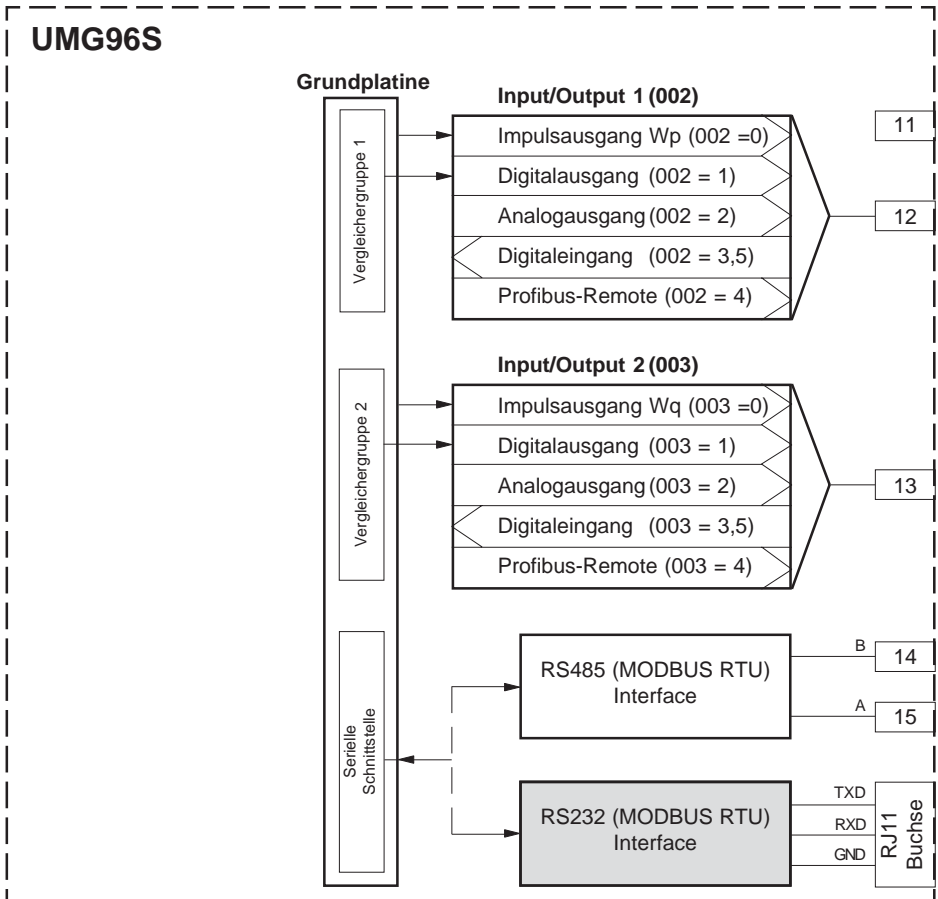 UMG96S
Grundplatine
Vergleichergruppe 1
Input/Output 1 (002)
Impulsausgang Wp (002 =0)
Digitalausgang (002 = 1)
Analogausgang (002 = 2)
Digitaleingang (002 = 3,5)
Profibus-Remote (002 = 4)
11
12
Vergleichergruppe 2
Input/Output 2 (003)
Impulsausgang Wq (003 =0)
Digitalausgang (003 = 1)
Analogausgang (003 = 2)
Digitaleingang (003 = 3,5)
Profibus-Remote (003 = 4)
13
Serielle
Schnittstelle
RS485 (MODBUS RTU)
Interface
B
14
A
15
RS232 (MODBUS RTU)
Interface
TXD
RXD
GND
RJ11
Buchse